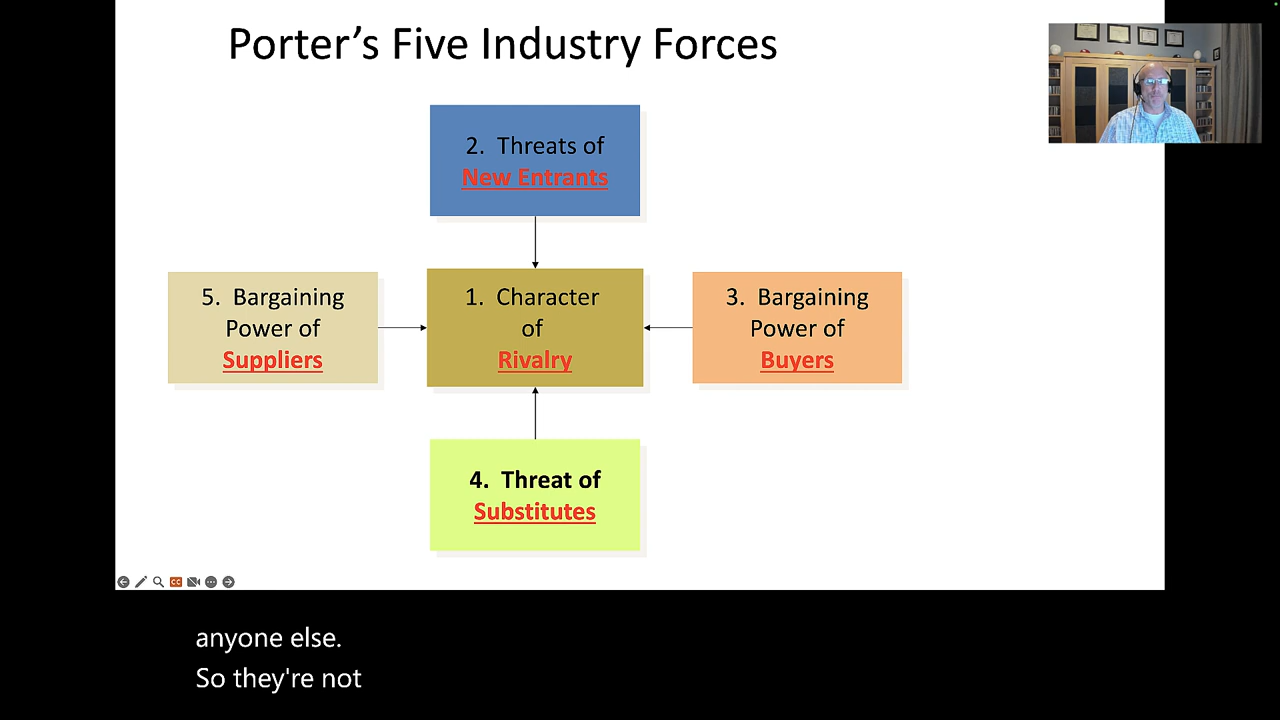 Porter's Five Industry Forces
2. Threats of
New Entrants
5. Bargaining
Power of
Suppliers
1. Character
of
Rivalry
3. Bargaining
Power of
Buyers
4. Threat of
Substitutes
CC
anyone else.
So they're not